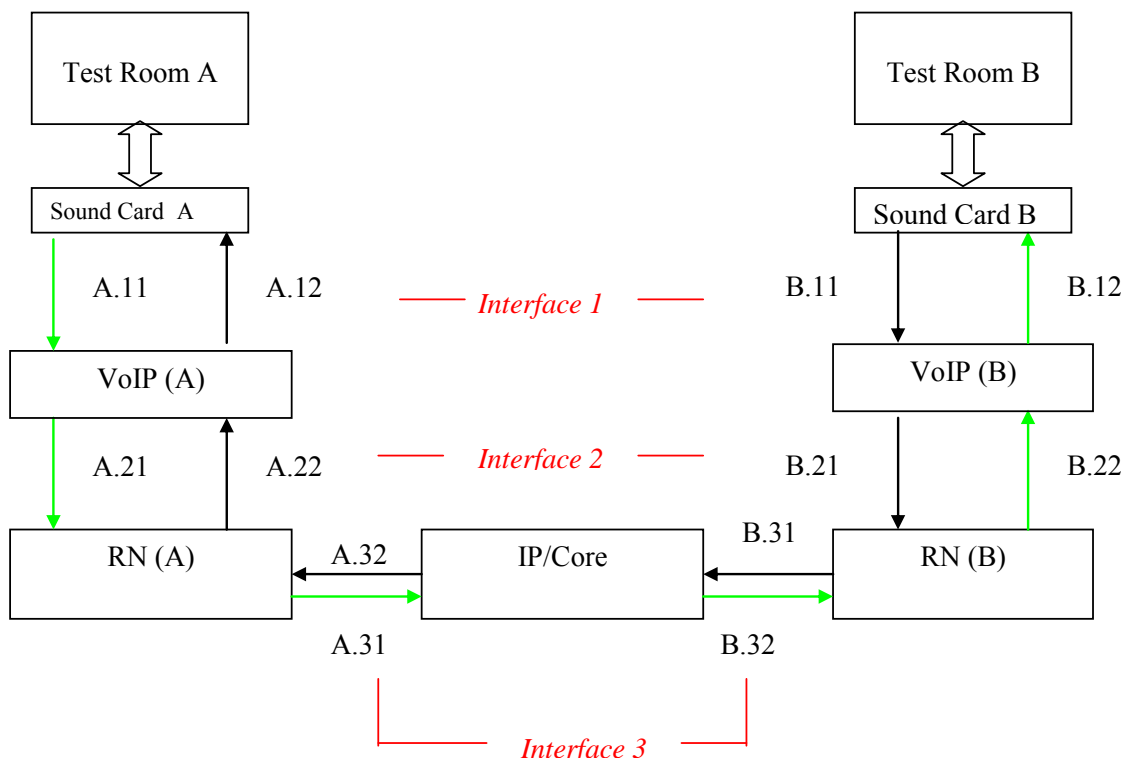 Test Room A
Test Room B
Sound Card A
Sound Card B
A.11
A.12
Interface 1
B.11
B.12
VoIP (A)
VoIP (B)
A.21
A.22
Interface 2
B.21
B.22
RN (A)
A.32
IP/Core
B.31
RN (B)
A.31
B.32
Interface 3